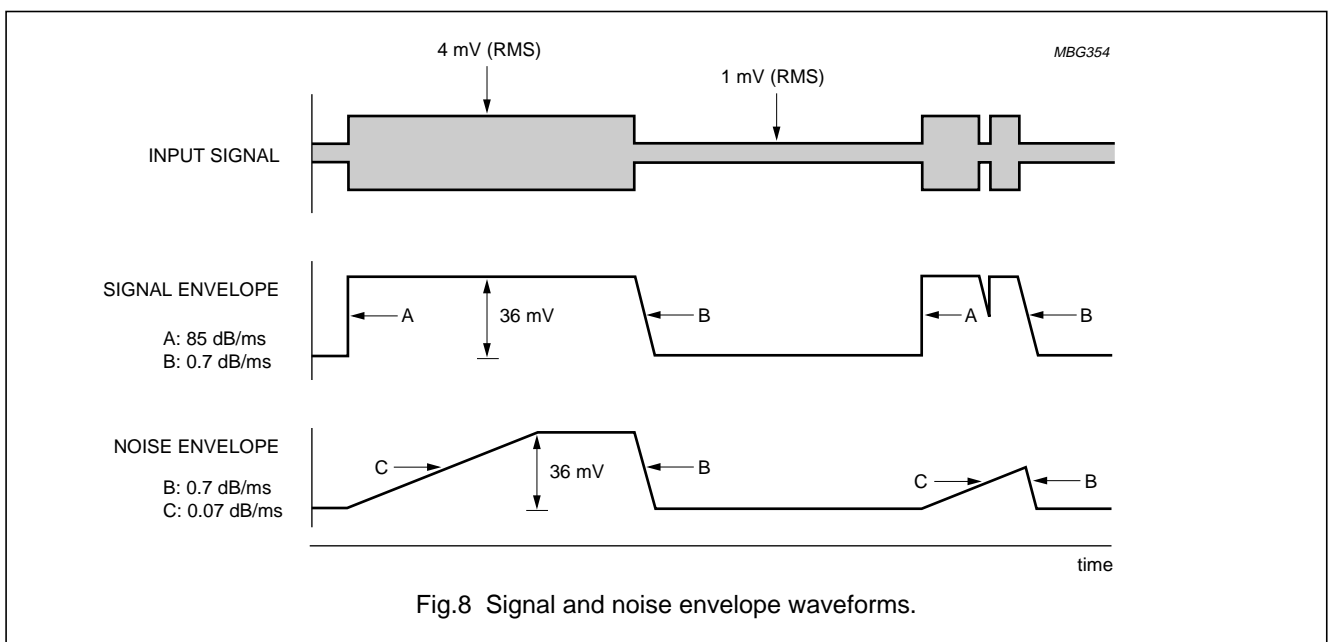 4 mV (RMS)
MBG354
1 mV (RMS)
INPUT SIGNAL
SIGNAL ENVELOPE
A
36 mV
B
A
B
A: 85 dB/ms
B: 0.7 dB/ms
NOISE ENVELOPE
C
36 mV
B
C
B
B: 0.7 dB/ms
C: 0.07 dB/ms
time
Fig.8 Signal and noise envelope waveforms.